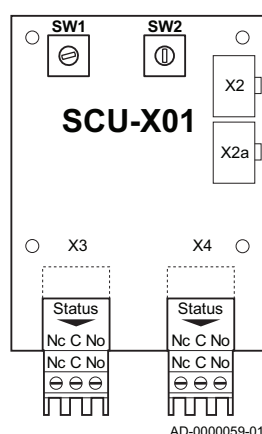 SW1 SW2
X2
SCU-X01
X2a
X3 X4
Status Status
Nc C No Nc C No
Nc C No Nc C No
AD-0000059-01